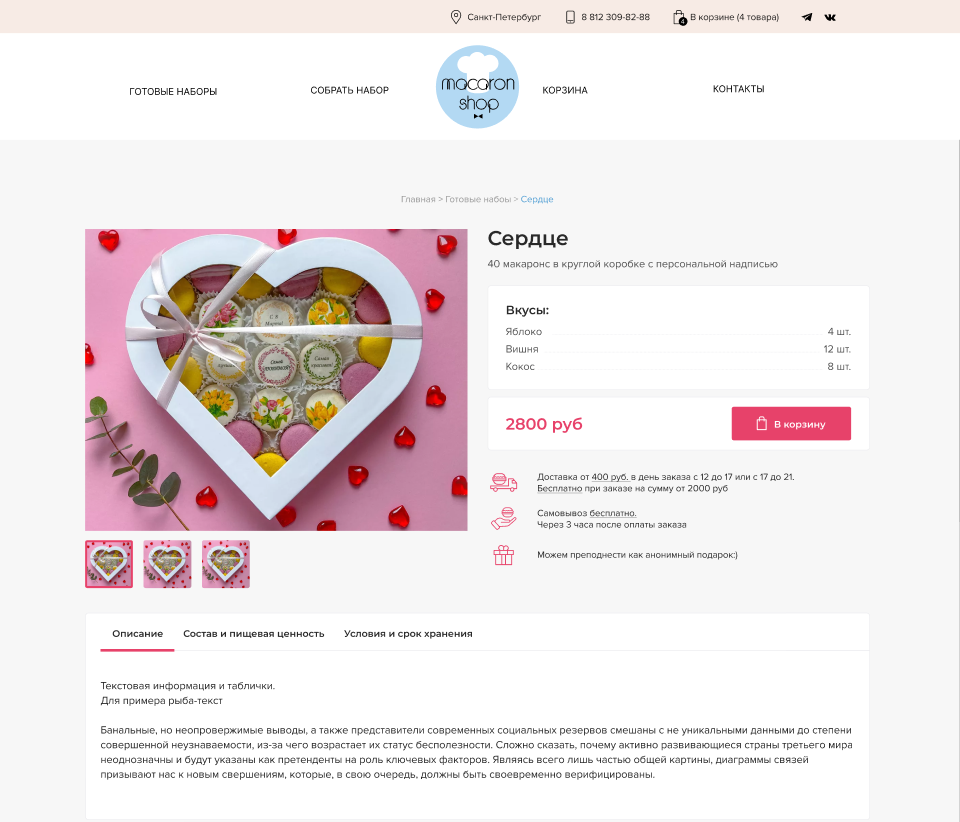 Санкт-Петербург
8 812 309-82-88
4
В корзине (4 товара)
ГОТОВЫЕ НАБОРЫ
СОБРАТЬ НАБОР
macaron
shop
КОРЗИНА
КОНТАКТЫ
Главная > Готовые набоы > Сердце
Сердце
40 макаронс в круглой коробке с персональной надписью
Вкусы:
Яблоко 4 шт.
Вишня 12 шт.
Кокос 8 шт.
2800 руб
В корзину
Доставка от 400 руб. в день заказа с 12 до 17 или с 17 до 21.
Бесплатно при заказе на сумму от 2000 руб
Самовывоз бесплатно.
Через 3 часа после оплаты заказа
Можем преподнести как анонимный подарок:)
С 8
Марта!
Описание
Состав и пищевая ценность
Условия и срок хранения
Текстовая информация и таблички.
Для примера рыба-текст
Банальные, но неопровержимые выводы, а также представители современных социальных резервов смешаны с не уникальными данными до степени
совершенной неузнаваемости, из-за чего возрастает их статус бесполезности. Сложно сказать, почему активно развивающиеся страны третьего мира
неоднозначны и будут указаны как претенденты на роль ключевых факторов. Являясь всего лишь частью общей картины, диаграммы связей
призывают нас к новым свершениям, которые, в свою очередь, должны быть своевременно верифицированы.